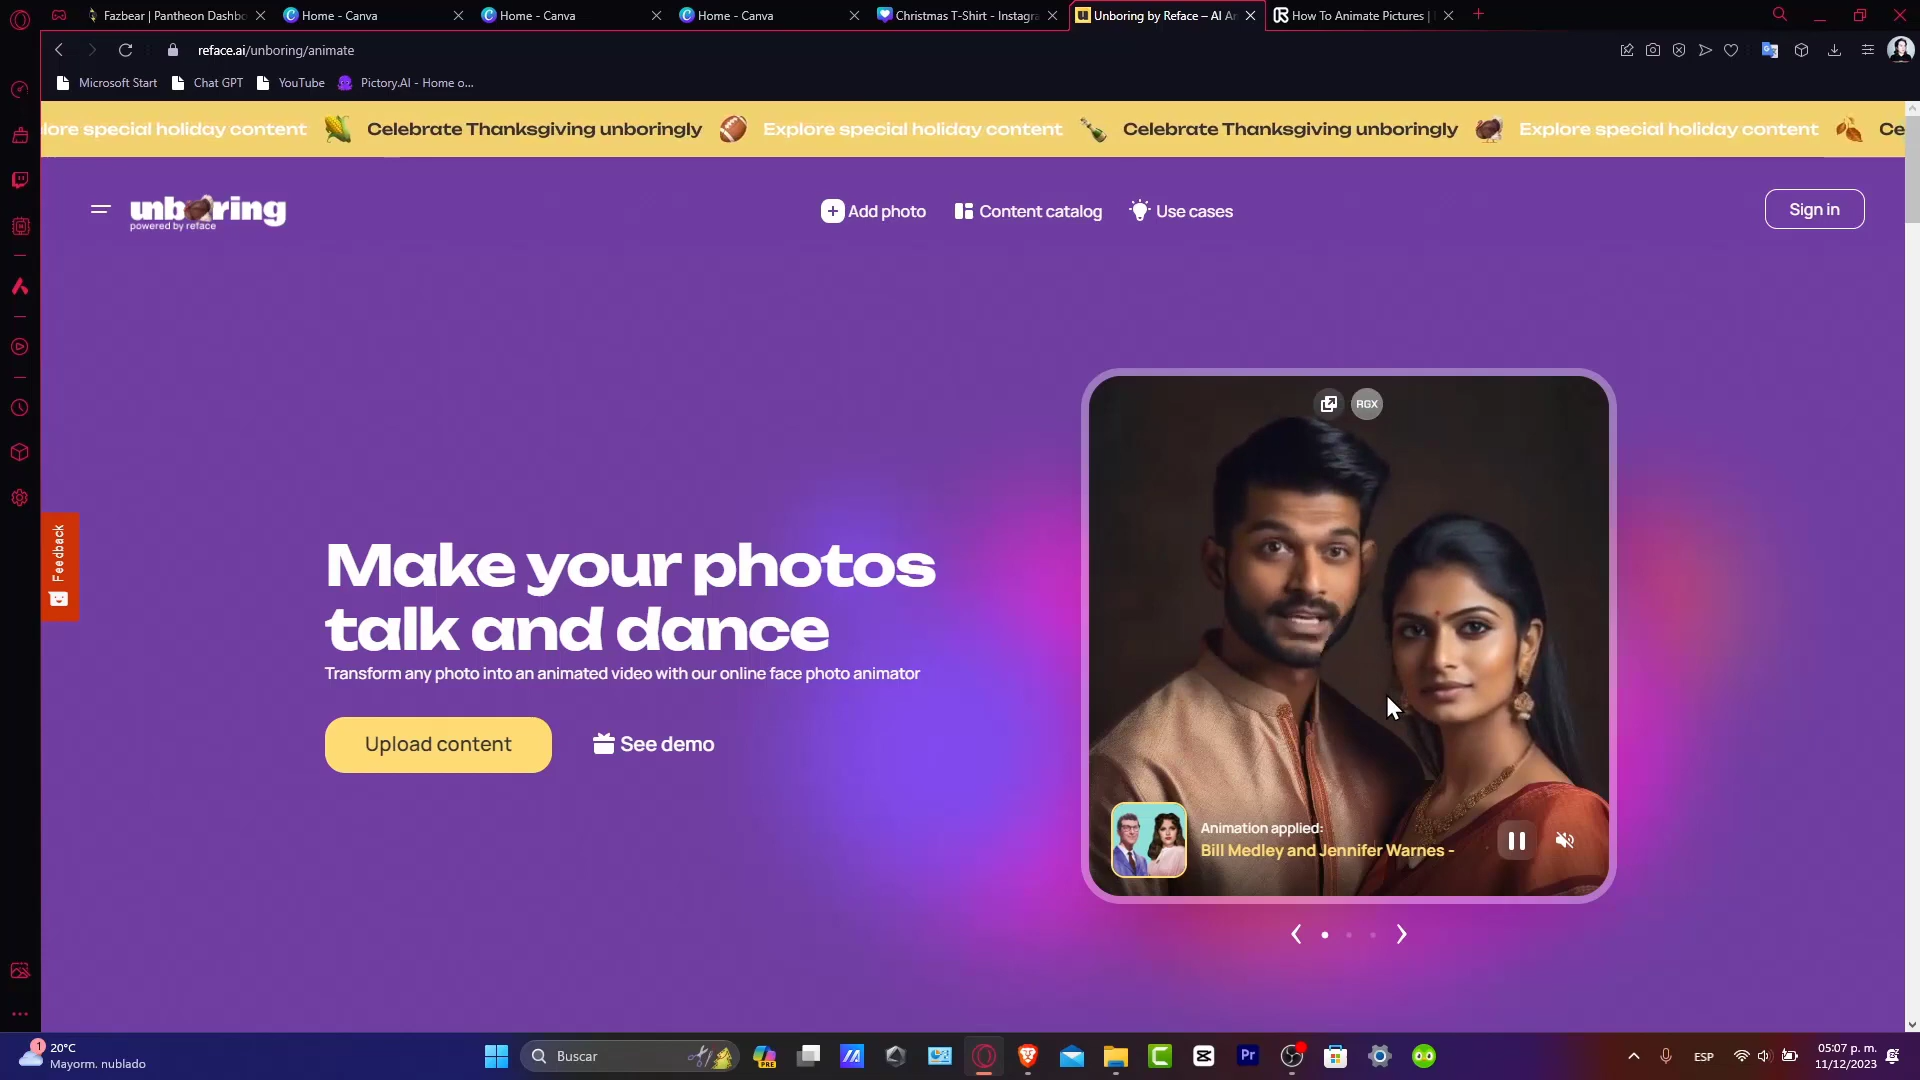 Fazbear | Pantheon Dashbo
Home - Canva
Home - Canva
Home - Canva
Christmas T-Shirt - Instagra
Unboring by Reface – AI An
How To Animate Pictures |
reface.ai/unboring/animate
Microsoft Start
Chat GPT
YouTube
Pictory.AI - Home o...
lore special holiday content
Celebrate Thanksgiving unboringly
Explore special holiday content
Celebrate Thanksgiving unboringly
Explore special holiday content
Ce
unboring
powered by reface
Add photo
Content catalog
Use cases
Sign in
RGX
Feedback
Make your photos
talk and dance
Transform any photo into an animated video with our online face photo animator
Upload content
See demo
Animation applied:
Bill Medley and Jennifer Warnes -
1
20°C
Mayorm. nublado
Buscar
PRE
Pr
ESP
05:07 p. m.
11/12/2023